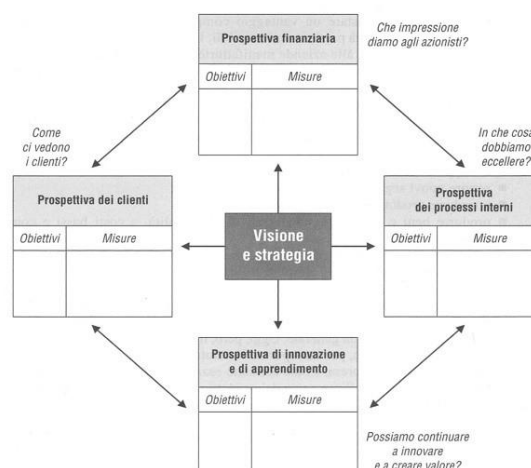 Prospettiva finanziaria
Obiettivi Misure
Che impressione
diamo agli azionisti?
Come
ci vedono
i clienti?
In che cosa
dobbiamo
eccellere?
Prospettiva dei clienti
Obiettivi Misure
Visione
e strategia
Prospettiva
dei processi interni
Obiettivi Misure
Prospettiva di innovazione
e di apprendimento
Obiettivi Misure
Possiamo continuare
a innovare
e a creare valore?